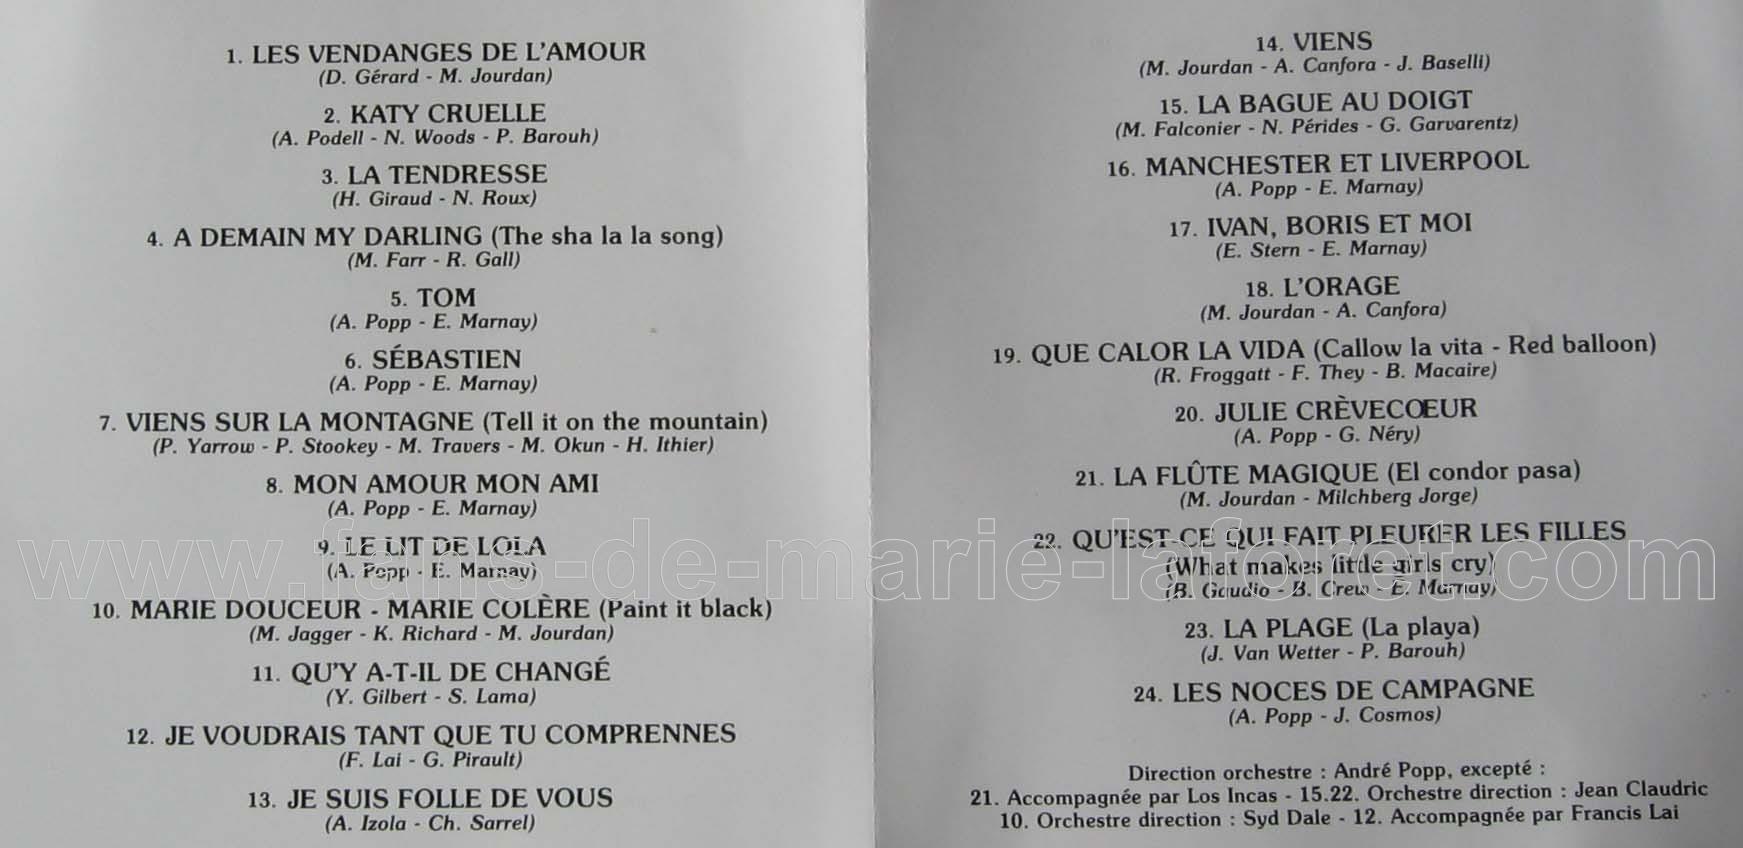 1. LES VENDANGES DE L'AMOUR
(D. Gérard - M. Jourdan)
2. KATY CRUELLE
(A. Podell - N. Woods - P. Barouh)
3. LA TENDRESSE
(H. Giraud - N. Roux)
4. A DEMAIN MY DARLING (The sha la la song)
(M. Farr - R. Gall)
5. TOM
(A. Popp - E. Marnay)
6. SÉBASTIEN
(A. Popp - E. Marnay)
7. VIENS SUR LA MONTAGNE (Tell it on the mountain)
(P. Yarrow - P. Stookey - M. Travers - M. Okun - H. Ithier)
8. MON AMOUR MON AMI
(A. Popp - E. Marnay)
9. LE LIT DE LOLA
(A. Popp - E. Marnay)
10. MARIE DOUCEUR - MARIE COLÈRE (Paint it black)
(M. Jagger - K. Richard - M. Jourdan)
11. QU'Y A-T-IL DE CHANGÉ
(Y. Gilbert - S. Lama)
12. JE VOUDRAIS TANT QUE TU COMPRENNES
(F. Lai - G. Pirault)
13. JE SUIS FOLLE DE VOUS
(A. Izola - Ch. Sarrel)
14. VIENS
(M. Jourdan - A. Canfora - J. Baselli)
15. LA BAGUE AU DOIGT
(M. Falconier - N. Pérides - G. Garvarentz)
16. MANCHESTER ET LIVERPOOL
(A. Popp - E. Marnay)
17. IVAN, BORIS ET MOI
(E. Stern - E. Marnay)
18. L'ORAGE
(M. Jourdan - A. Canfora)
19. QUE CALOR LA VIDA (Callow la vita - Red balloon)
(R. Froggatt - F. They - B. Macaire)
20. JULIE CRÈVECŒUR
(A. Popp - G. Néry)
21. LA FLÛTE MAGIQUE (El condor pasa)
(M. Jourdan - Milchberg Jorge)
22. QU'EST-CE QUI FAIT PLEURER LES FILLES
(What makes little girls cry)
(B. Gaudio - B. Crew - E. Marnay)
23. LA PLAGE (La playa)
(J. Van Wetter - P. Barouh)
24. LES NOCES DE CAMPAGNE
(A. Popp - J. Cosmos)
Direction orchestre : André Popp, excepté :
21. Accompagnée par Los Incas - 15.22. Orchestre direction : Jean Claudric
10. Orchestre direction : Syd Dale - 12. Accompagnée par Francis Lai
www.fans-de-marie-laforet.com